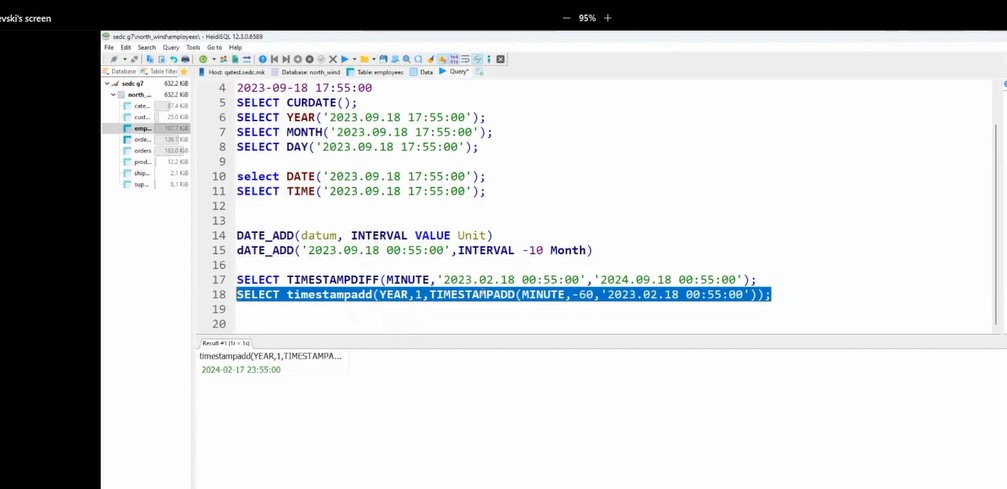 evski's screen
95%
sedc g7\north_wind\employees\ - HeidiSQL 12.3.0.6589
File Edit Search Query Tools Go to Help
Database Table Filter
Host: qatest.sedc.mk Database: north_wind Table: employees Data Query*
sedc g7 632.2 KiB
north_... 632.2 KiB
cate... 87.4 KiB
cust... 25.0 KiB
emp... 197.7 KiB
orde... 136.7 KiB
orders 163.0 KiB
prod... 12.2 KiB
ship... 2.1 KiB
sup... 8.1 KiB
4 2023-09-18 17:55:00
5 SELECT CURDATE();
6 SELECT YEAR('2023.09.18 17:55:00');
7 SELECT MONTH('2023.09.18 17:55:00');
8 SELECT DAY('2023.09.18 17:55:00');
9
10 select DATE('2023.09.18 17:55:00');
11 SELECT TIME('2023.09.18 17:55:00');
12
13
14 DATE_ADD(datum, INTERVAL VALUE Unit)
15 dATE_ADD('2023.09.18 00:55:00',INTERVAL -10 Month)
16
17 SELECT TIMESTAMPDIFF(MINUTE,'2023.02.18 00:55:00','2024.09.18 00:55:00');
18 SELECT timestampadd(YEAR,1,TIMESTAMPADD(MINUTE,-60,'2023.02.18 00:55:00'));
19
20
Result #1 (1r × 1c)
timestampadd(YEAR,1,TIMESTAMPA...
2024-02-17 23:55:00